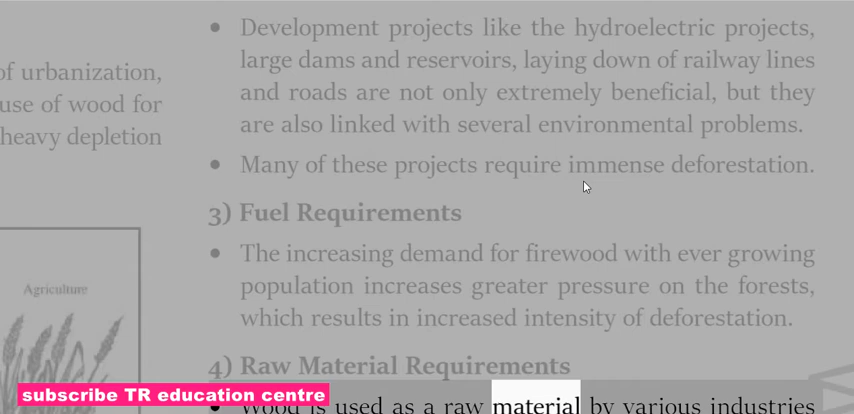 of urbanization,
use of wood for
heavy depletion
Agriculture
• Development projects like the hydroelectric projects,
large dams and reservoirs, laying down of railway lines
and roads are not only extremely beneficial, but they
are also linked with several environmental problems.
• Many of these projects require immense deforestation.
3) Fuel Requirements
• The increasing demand for firewood with ever growing
population increases greater pressure on the forests,
which results in increased intensity of deforestation.
4) Raw Material Requirements
• Wood is used as a raw material by various industries
subscribe TR education centre